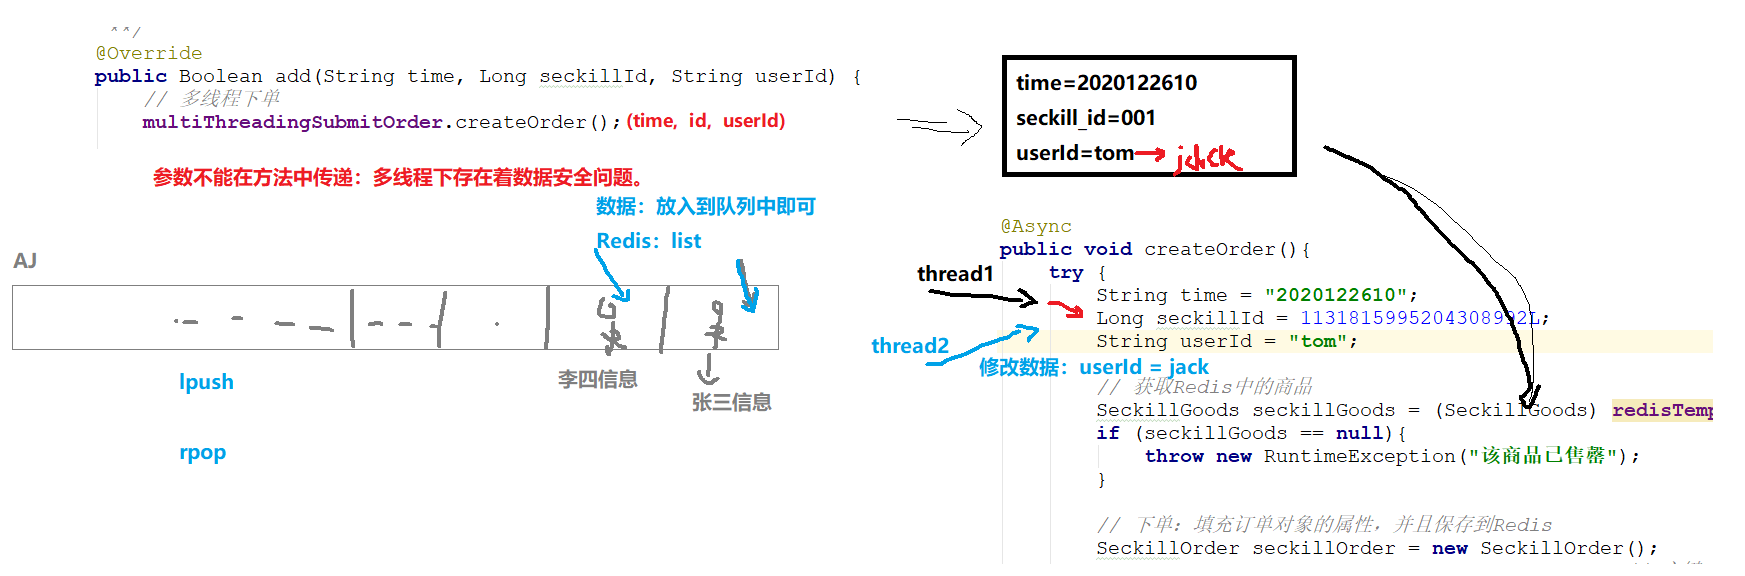 **/
@Override
public Boolean add(String time, Long seckillId, String userId) {
// 多线程下单
multiThreadingSubmitOrder.createOrder();(time, id, userId)
参数不能在方法中传递：多线程下存在着数据安全问题。
数据：放入到队列中即可
Redis：list
AJ
李四信息
张三信息
lpush
rpop
time=2020122610
seckill_id=001
userId=tom
@Async
public void createOrder(){
try {
thread1
String time = "2020122610";
Long seckillId = 1131815995204308992L;
thread2
String userId = "tom";
修改数据：userId = jack
// 获取Redis中的商品
SeckillGoods seckillGoods = (SeckillGoods) redisTemp
if (seckillGoods == null){
throw new RuntimeException("该商品已售罄");
}
// 下单：填充订单对象的属性，并且保存到Redis
SeckillOrder seckillOrder = new SeckillOrder();